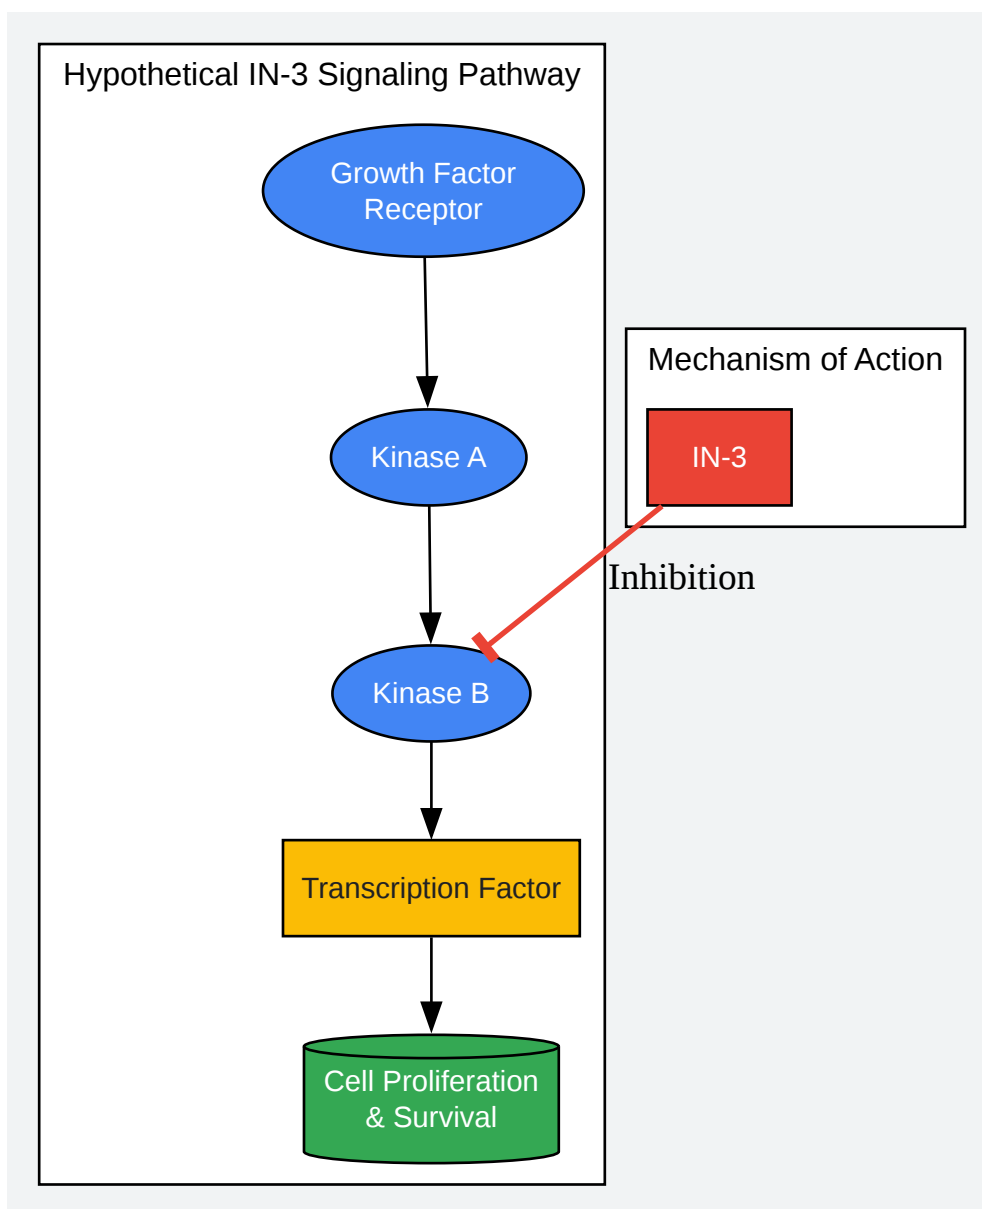 Hypothetical IN-3 Signaling Pathway
Growth Factor
Receptor
Mechanism of Action
Kinase A
IN-3
Inhibition
Kinase B
Transcription Factor
Cell Proliferation
& Survival